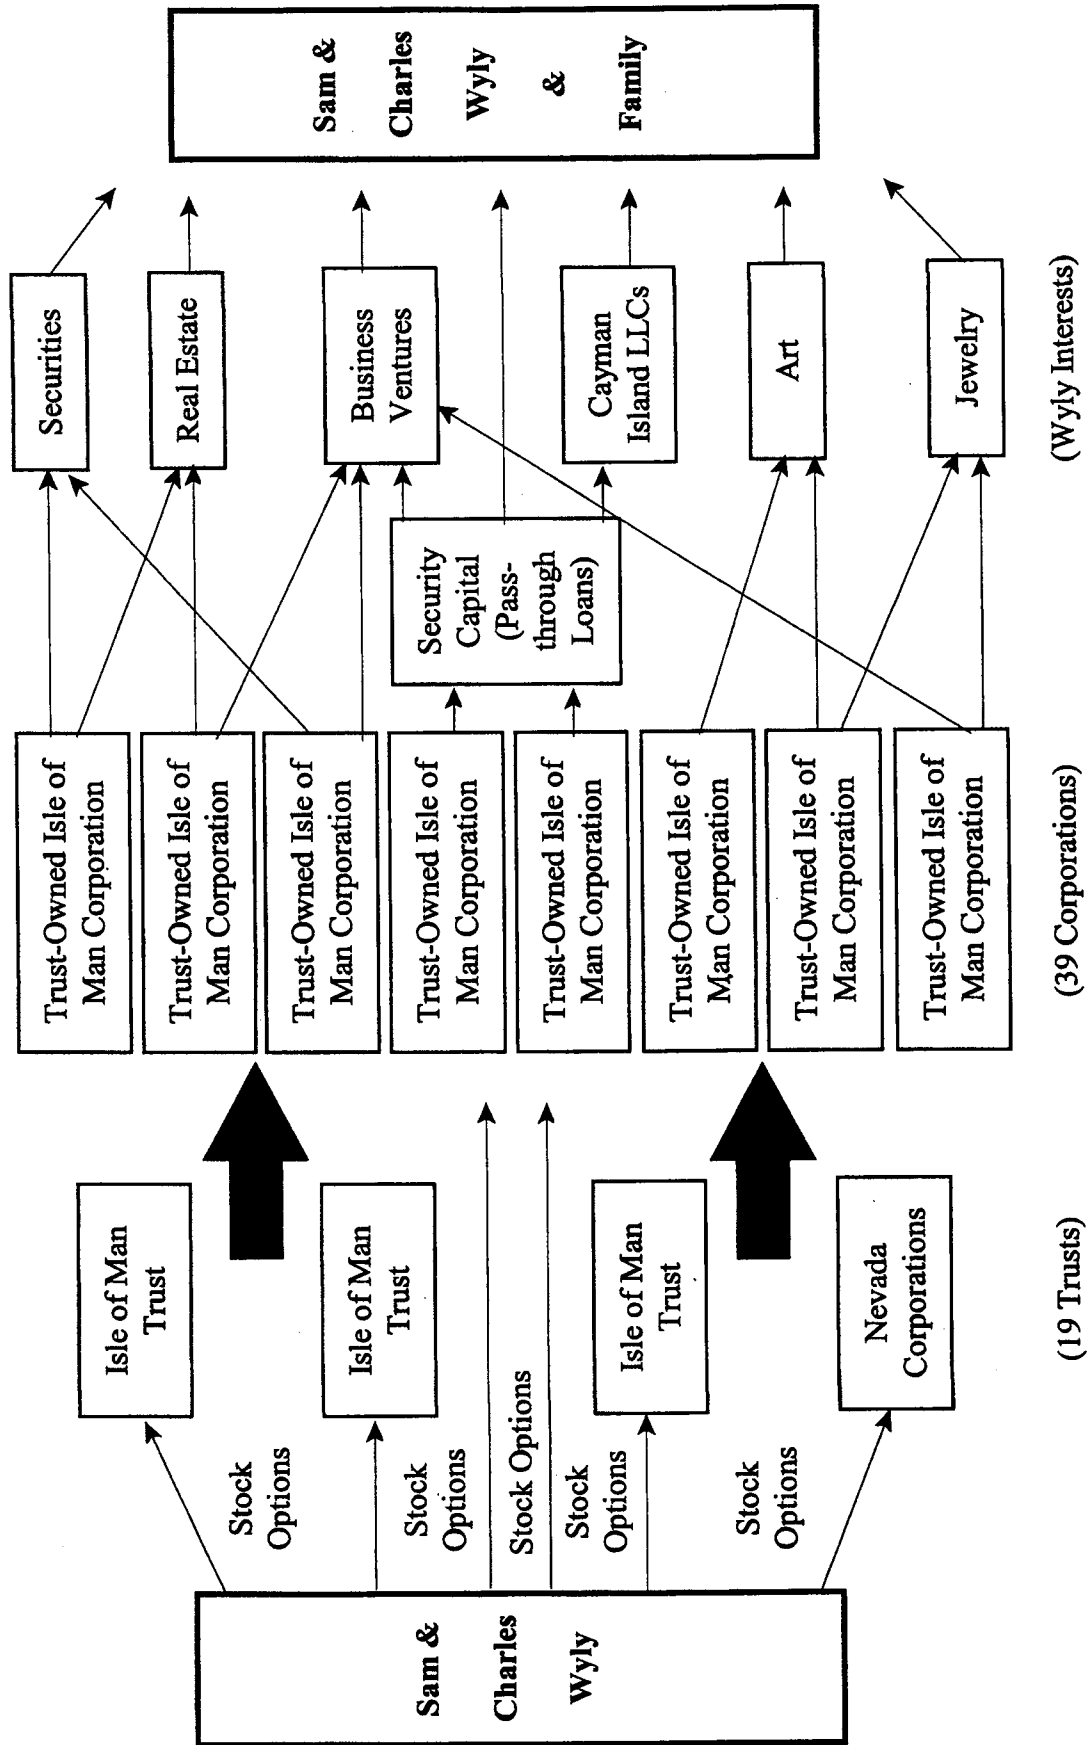 Sam &
Charles
Wyly
Stock
Options
Stock
Options
Stock Options
Stock
Options
Stock
Options
Isle of Man
Trust
Isle of Man
Trust
Isle of Man
Trust
Nevada
Corporations
(19 Trusts)
Trust-Owned Isle of
Man Corporation
Trust-Owned Isle of
Man Corporation
Trust-Owned Isle of
Man Corporation
Trust-Owned Isle of
Man Corporation
Trust-Owned Isle of
Man Corporation
Trust-Owned Isle of
Man Corporation
Trust-Owned Isle of
Man Corporation
Trust-Owned Isle of
Man Corporation
(39 Corporations)
Security
Capital
(Pass-
through
Loans)
Securities
Real Estate
Business
Ventures
Cayman
Island LLCs
Art
Jewelry
(Wyly Interests)
Sam &
Charles
Wyly
&
Family